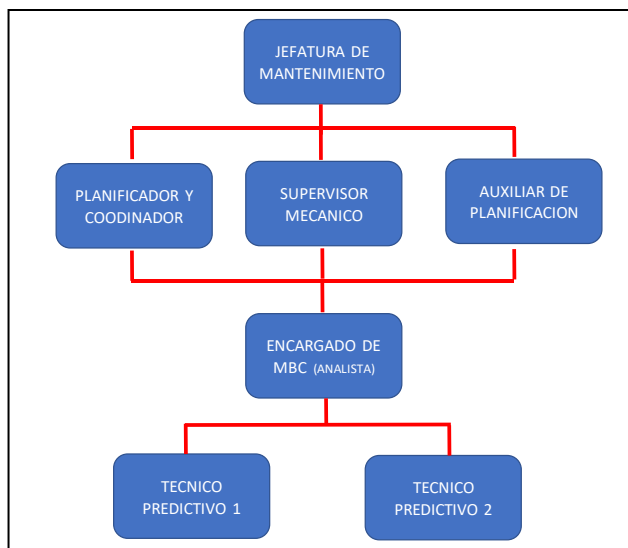 JEFATURA DE
MANTENIMIENTO
PLANIFICADOR Y
COODINADOR
SUPERVISOR
MECANICO
AUXILIAR DE
PLANIFICACION
ENCARGADO DE
MBC (ANALISTA)
TECNICO
PREDICTIVO 1
TECNICO
PREDICTIVO 2